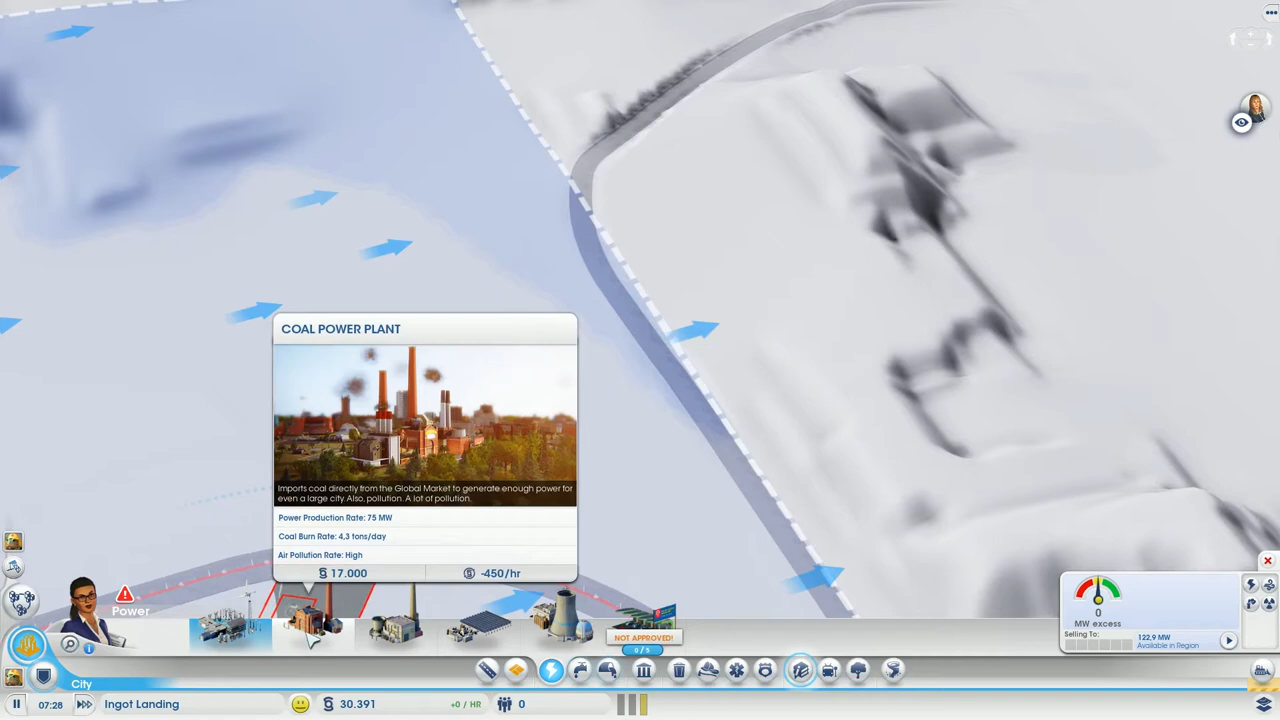 COAL POWER PLANT
Imports coal directly from the Global Market to generate enough power for
even a large city. Also, pollution. A lot of pollution.
Power Production Rate: 75 MW
Coal Burn Rate: 4,3 tons/day
Air Pollution Rate: High
17.000
-450/hr
Power
NOT APPROVED!
0 / 5
0
MW excess
Selling To:
122,9 MW
Available in Region
City
07:28
Ingot Landing
30.391
+0 / HR
0